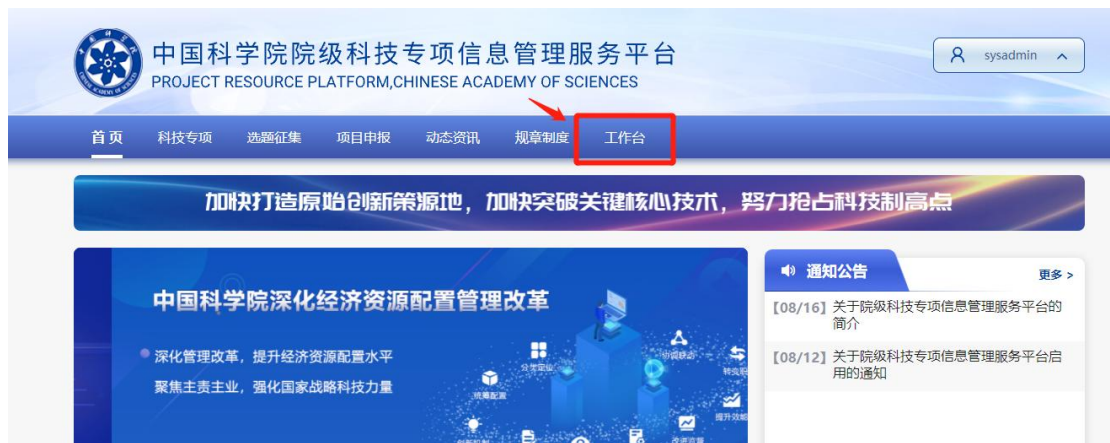 中国科学院院级科技专项信息管理服务平台
PROJECT RESOURCE PLATFORM,CHINESE ACADEMY OF SCIENCES
sysadmin
首页 科技专项 选题征集 项目申报 动态资讯 规章制度 工作台
加快打造原始创新策源地，加快突破关键核心技术，努力抢占科技制高点
中国科学院深化经济资源配置管理改革
深化管理改革，提升经济资源配置水平
聚焦主责主业，强化国家战略科技力量
统筹配置
提升效能
通知公告
更多 >
【08/16】关于院级科技专项信息管理服务平台的
简介
【08/12】关于院级科技专项信息管理服务平台启
用的通知